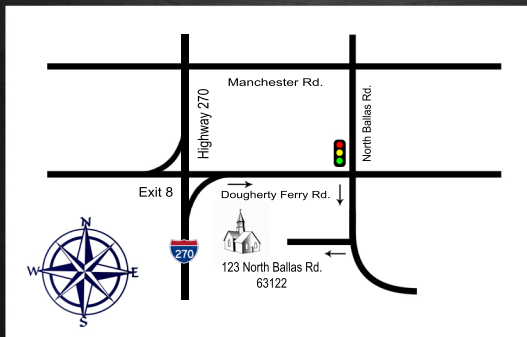 Manchester Rd.
Highway 270
North Ballas Rd.
Exit 8
Dougherty Ferry Rd.
270
123 North Ballas Rd.
63122
N
W
E
S